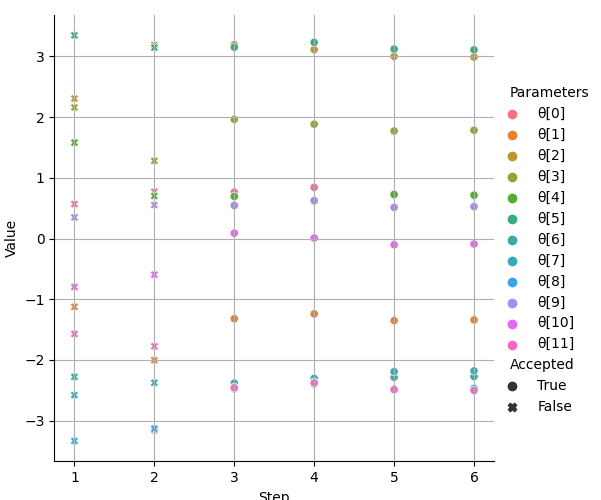 3
2
1
0
−1
−2
−3
Value
1
2
3
4
5
6
Step
Parameters
θ[0]
θ[1]
θ[2]
θ[3]
θ[4]
θ[5]
θ[6]
θ[7]
θ[8]
θ[9]
θ[10]
θ[11]
Accepted
True
False